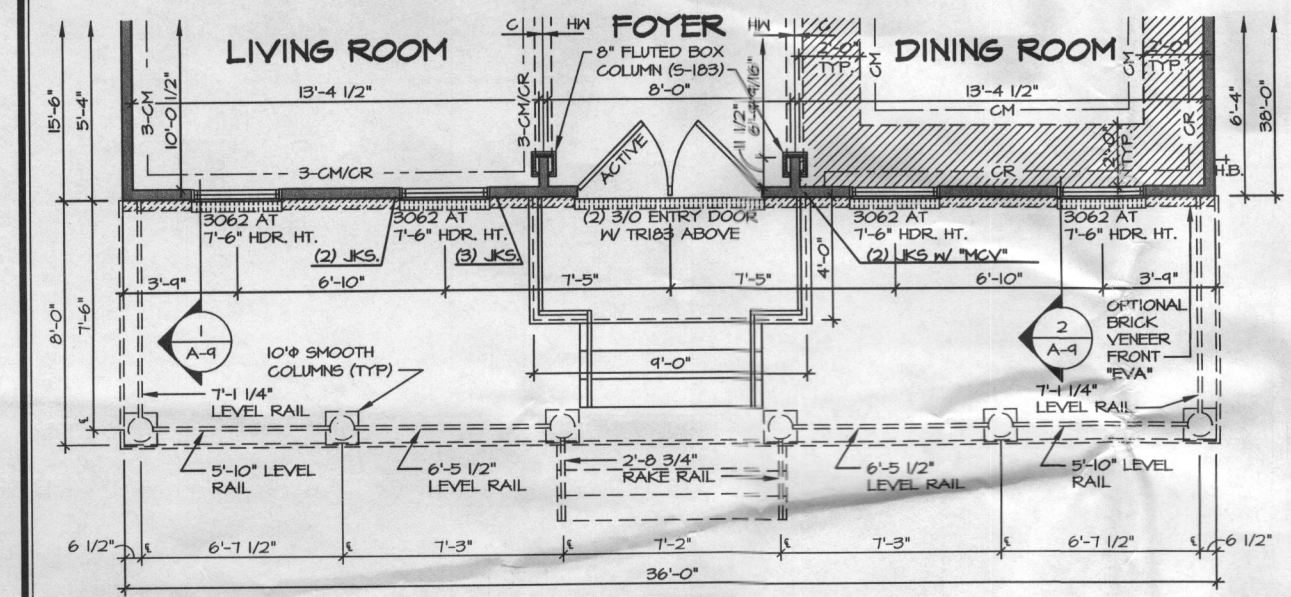 LIVING ROOM
FOYER
DINING ROOM
C
HW
HW
C
8" FLUTED BOX
COLUMN (S-183)
2'-0"
TYP.
CM
CM
2'-0"
TYP.
13'-4 1/2"
8'-0"
13'-4 1/2"
CM
15'-6"
5'-4"
3-CM
10'-0 1/2"
3-CM/CR
3-CM/CR
ACTIVE
11 1/2"
CR
2'-0"
TYP.
CR
6'-4"
38'-0"
H.B.
3062 AT
7'-6" HDR. HT.
3062 AT
7'-6" HDR. HT.
(2) 3/0 ENTRY DOOR
W/ TR183 ABOVE
3062 AT
7'-6" HDR. HT.
3062 AT
7'-6" HDR. HT.
(2) JKS.
(3) JKS.
(2) JKS W/ "MCV"
4'-0"
3'-9"
6'-10"
7'-5"
7'-5"
6'-10"
3'-9"
8'-0"
7'-6"
1
A-9
2
A-9
OPTIONAL
BRICK
VENEER
FRONT
"EVA"
10"Φ SMOOTH
COLUMNS (TYP)
9'-0"
7'-1 1/4"
LEVEL RAIL
7'-1 1/4"
LEVEL RAIL
5'-10" LEVEL
RAIL
6'-5 1/2"
LEVEL RAIL
2'-8 3/4"
RAKE RAIL
6'-5 1/2"
LEVEL RAIL
5'-10" LEVEL
RAIL
6 1/2"
6'-7 1/2"
7'-3"
7'-2"
7'-3"
6'-7 1/2"
6 1/2"
36'-0"